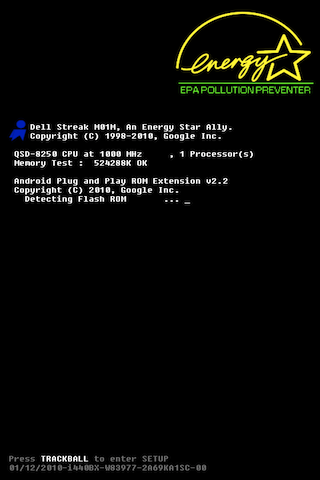 energy
EPA POLLUTION PREVENTER
Dell Streak M01M, An Energy Star Ally.
Copyright (C) 1998-2010, Google Inc.
QSD-8250 CPU at 1000 MHz , 1 Processor(s)
Memory Test : 524288K OK
Android Plug and Play ROM Extension v2.2
Copyright (C) 2010, Google Inc.
Detecting Flash ROM ... _
Press TRACKBALL to enter SETUP
01/12/2010-i440BX-W83977-2A69KA1SC-00